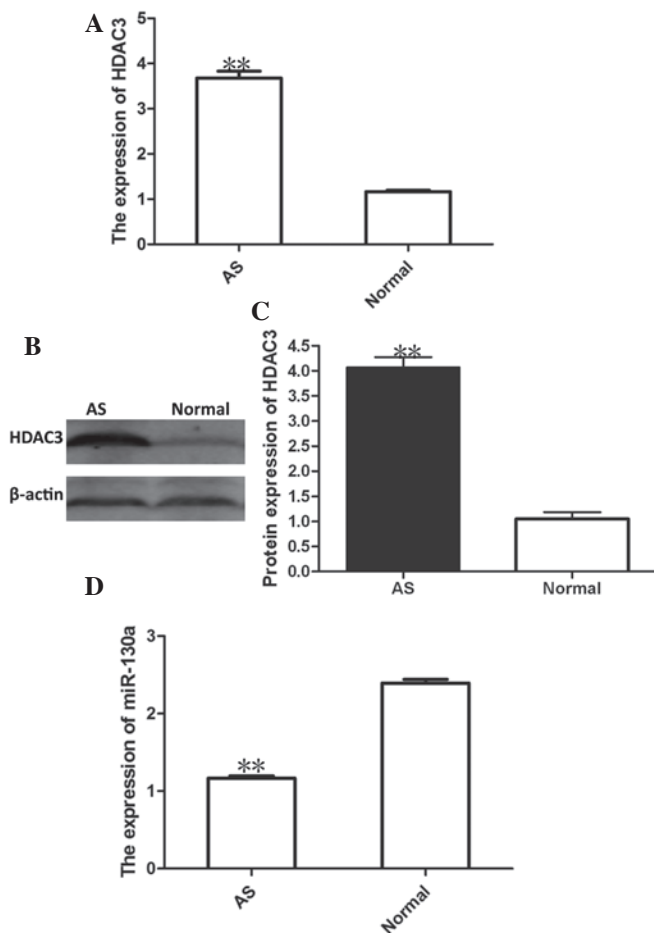 A
The expression of HDAC3
5
4
3
2
1
0
**
AS
Normal
B
AS Normal
HDAC3
β-actin
C
Protein expression of HDAC3
4.5
4.0
3.5
3.0
2.5
2.0
1.5
1.0
0.5
0.0
**
AS
Normal
D
The expression of miR-130a
3
2
1
0
**
AS
Normal